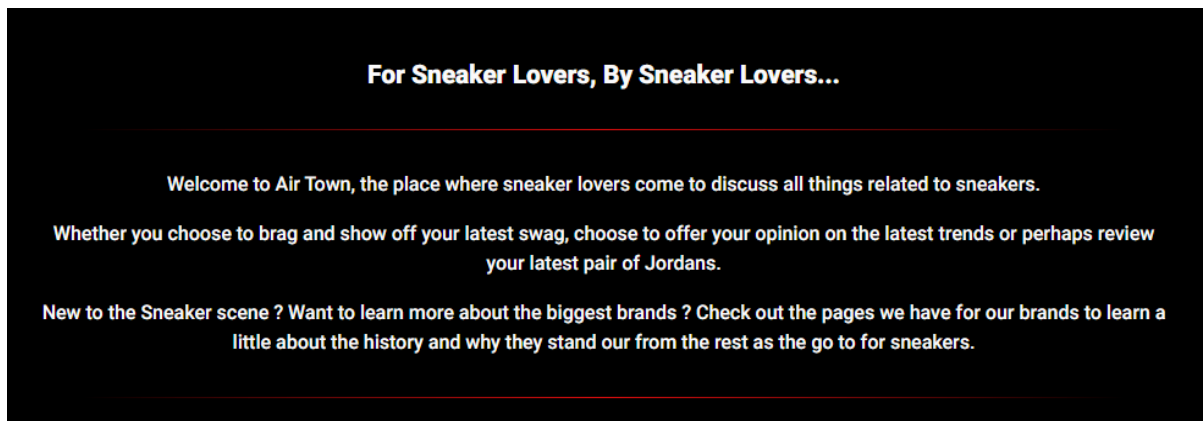 For Sneaker Lovers, By Sneaker Lovers...
Welcome to Air Town, the place where sneaker lovers come to discuss all things related to sneakers.
Whether you choose to brag and show off your latest swag, choose to offer your opinion on the latest trends or perhaps review
your latest pair of Jordans.
New to the Sneaker scene ? Want to learn more about the biggest brands ? Check out the pages we have for our brands to learn a
little about the history and why they stand our from the rest as the go to for sneakers.